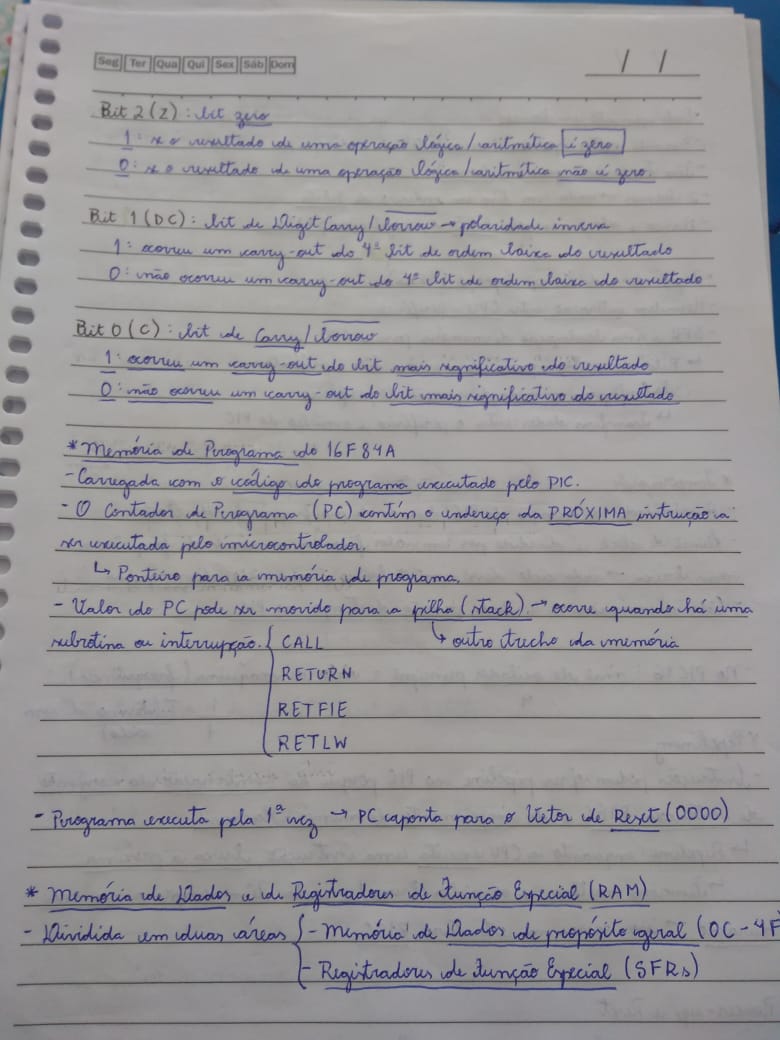 Seg Ter Qua Qui Sex Sáb Dom / /
Bit 2 (Z) : bit zero
1 : se o resultado de uma operação lógica/aritmética é zero.
0 : se o resultado de uma operação lógica/aritmética não é zero.
Bit 1 (DC) : bit de Diget Carry/borrow → polaridade inversa
1 : ocorreu um carry-out do 4º bit de ordem baixa do resultado
0 : não ocorreu um carry-out do 4º bit de ordem baixa do resultado
Bit 0 (C) : bit de Carry/borrow
1 : ocorreu um carry-out do bit mais significativo do resultado
0 : não ocorreu um carry-out do bit mais significativo do resultado
* Memória de Programa do 16F84A
- Carregada com o código do programa executado pelo PIC.
- O Contador de Programa (PC) contém o endereço da PRÓXIMA instrução a
ser executada pelo microcontrolador.
↳ Ponteiro para a memória de programa.
- Valor do PC pode ser movido para a pilha (stack). → ocorre quando há uma
subrotina ou interrupção. { CALL ↳ outro trecho da memória
RETURN
RETFIE
RETLW
- Programa executa pela 1ª vez → PC aponta para o Vetor de Reset (0000)
* Memória de Dados e de Registradores de Função Especial (RAM)
- Dividida em duas áreas { - Memória de Dados de propósito geral (0C - 4F
- Registradores de Função Especial (SFRs)